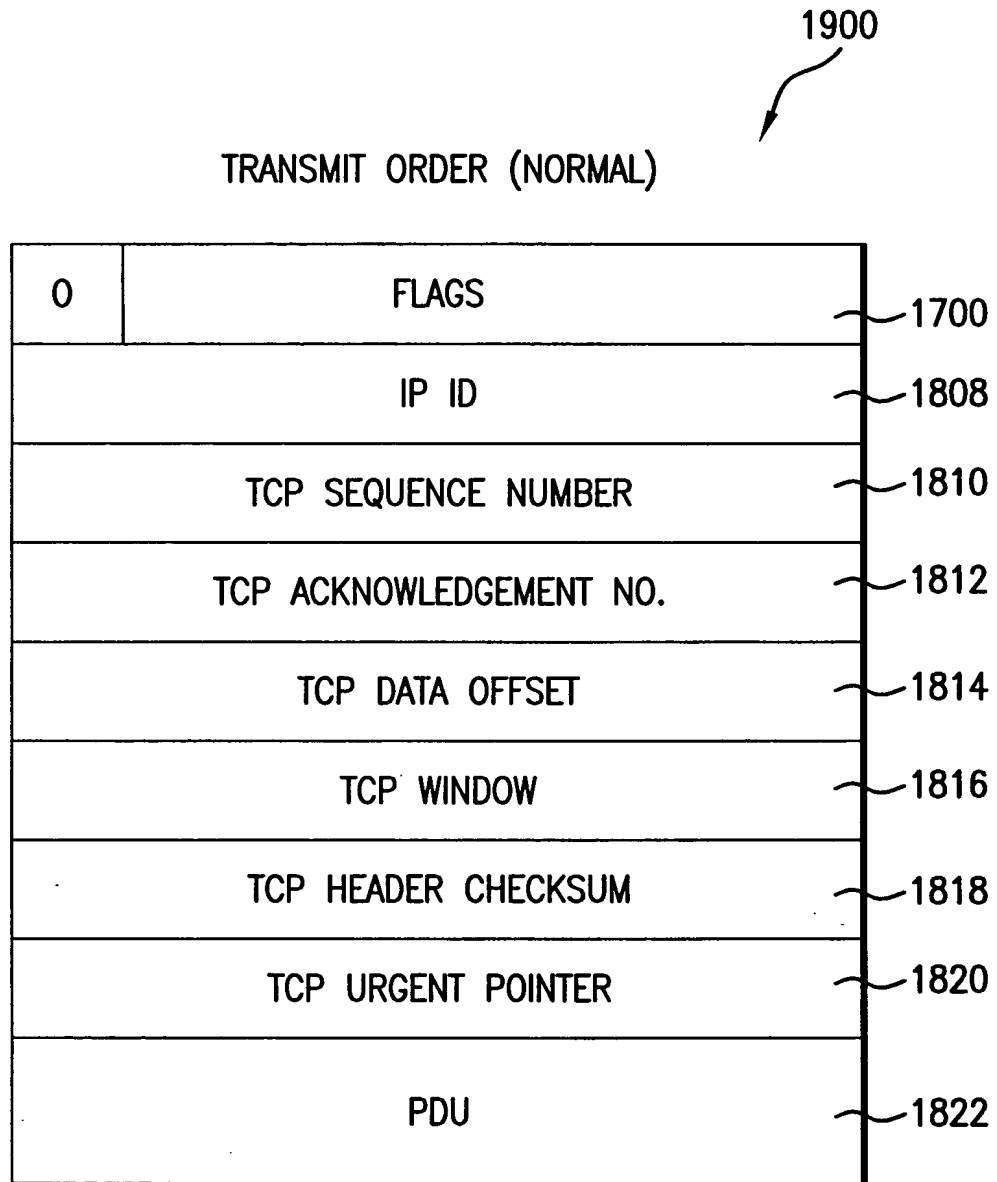 1900
TRANSMIT ORDER (NORMAL)
0 FLAGS 1700
IP ID 1808
TCP SEQUENCE NUMBER 1810
TCP ACKNOWLEDGEMENT NO. 1812
TCP DATA OFFSET 1814
TCP WINDOW 1816
TCP HEADER CHECKSUM 1818
TCP URGENT POINTER 1820
PDU 1822